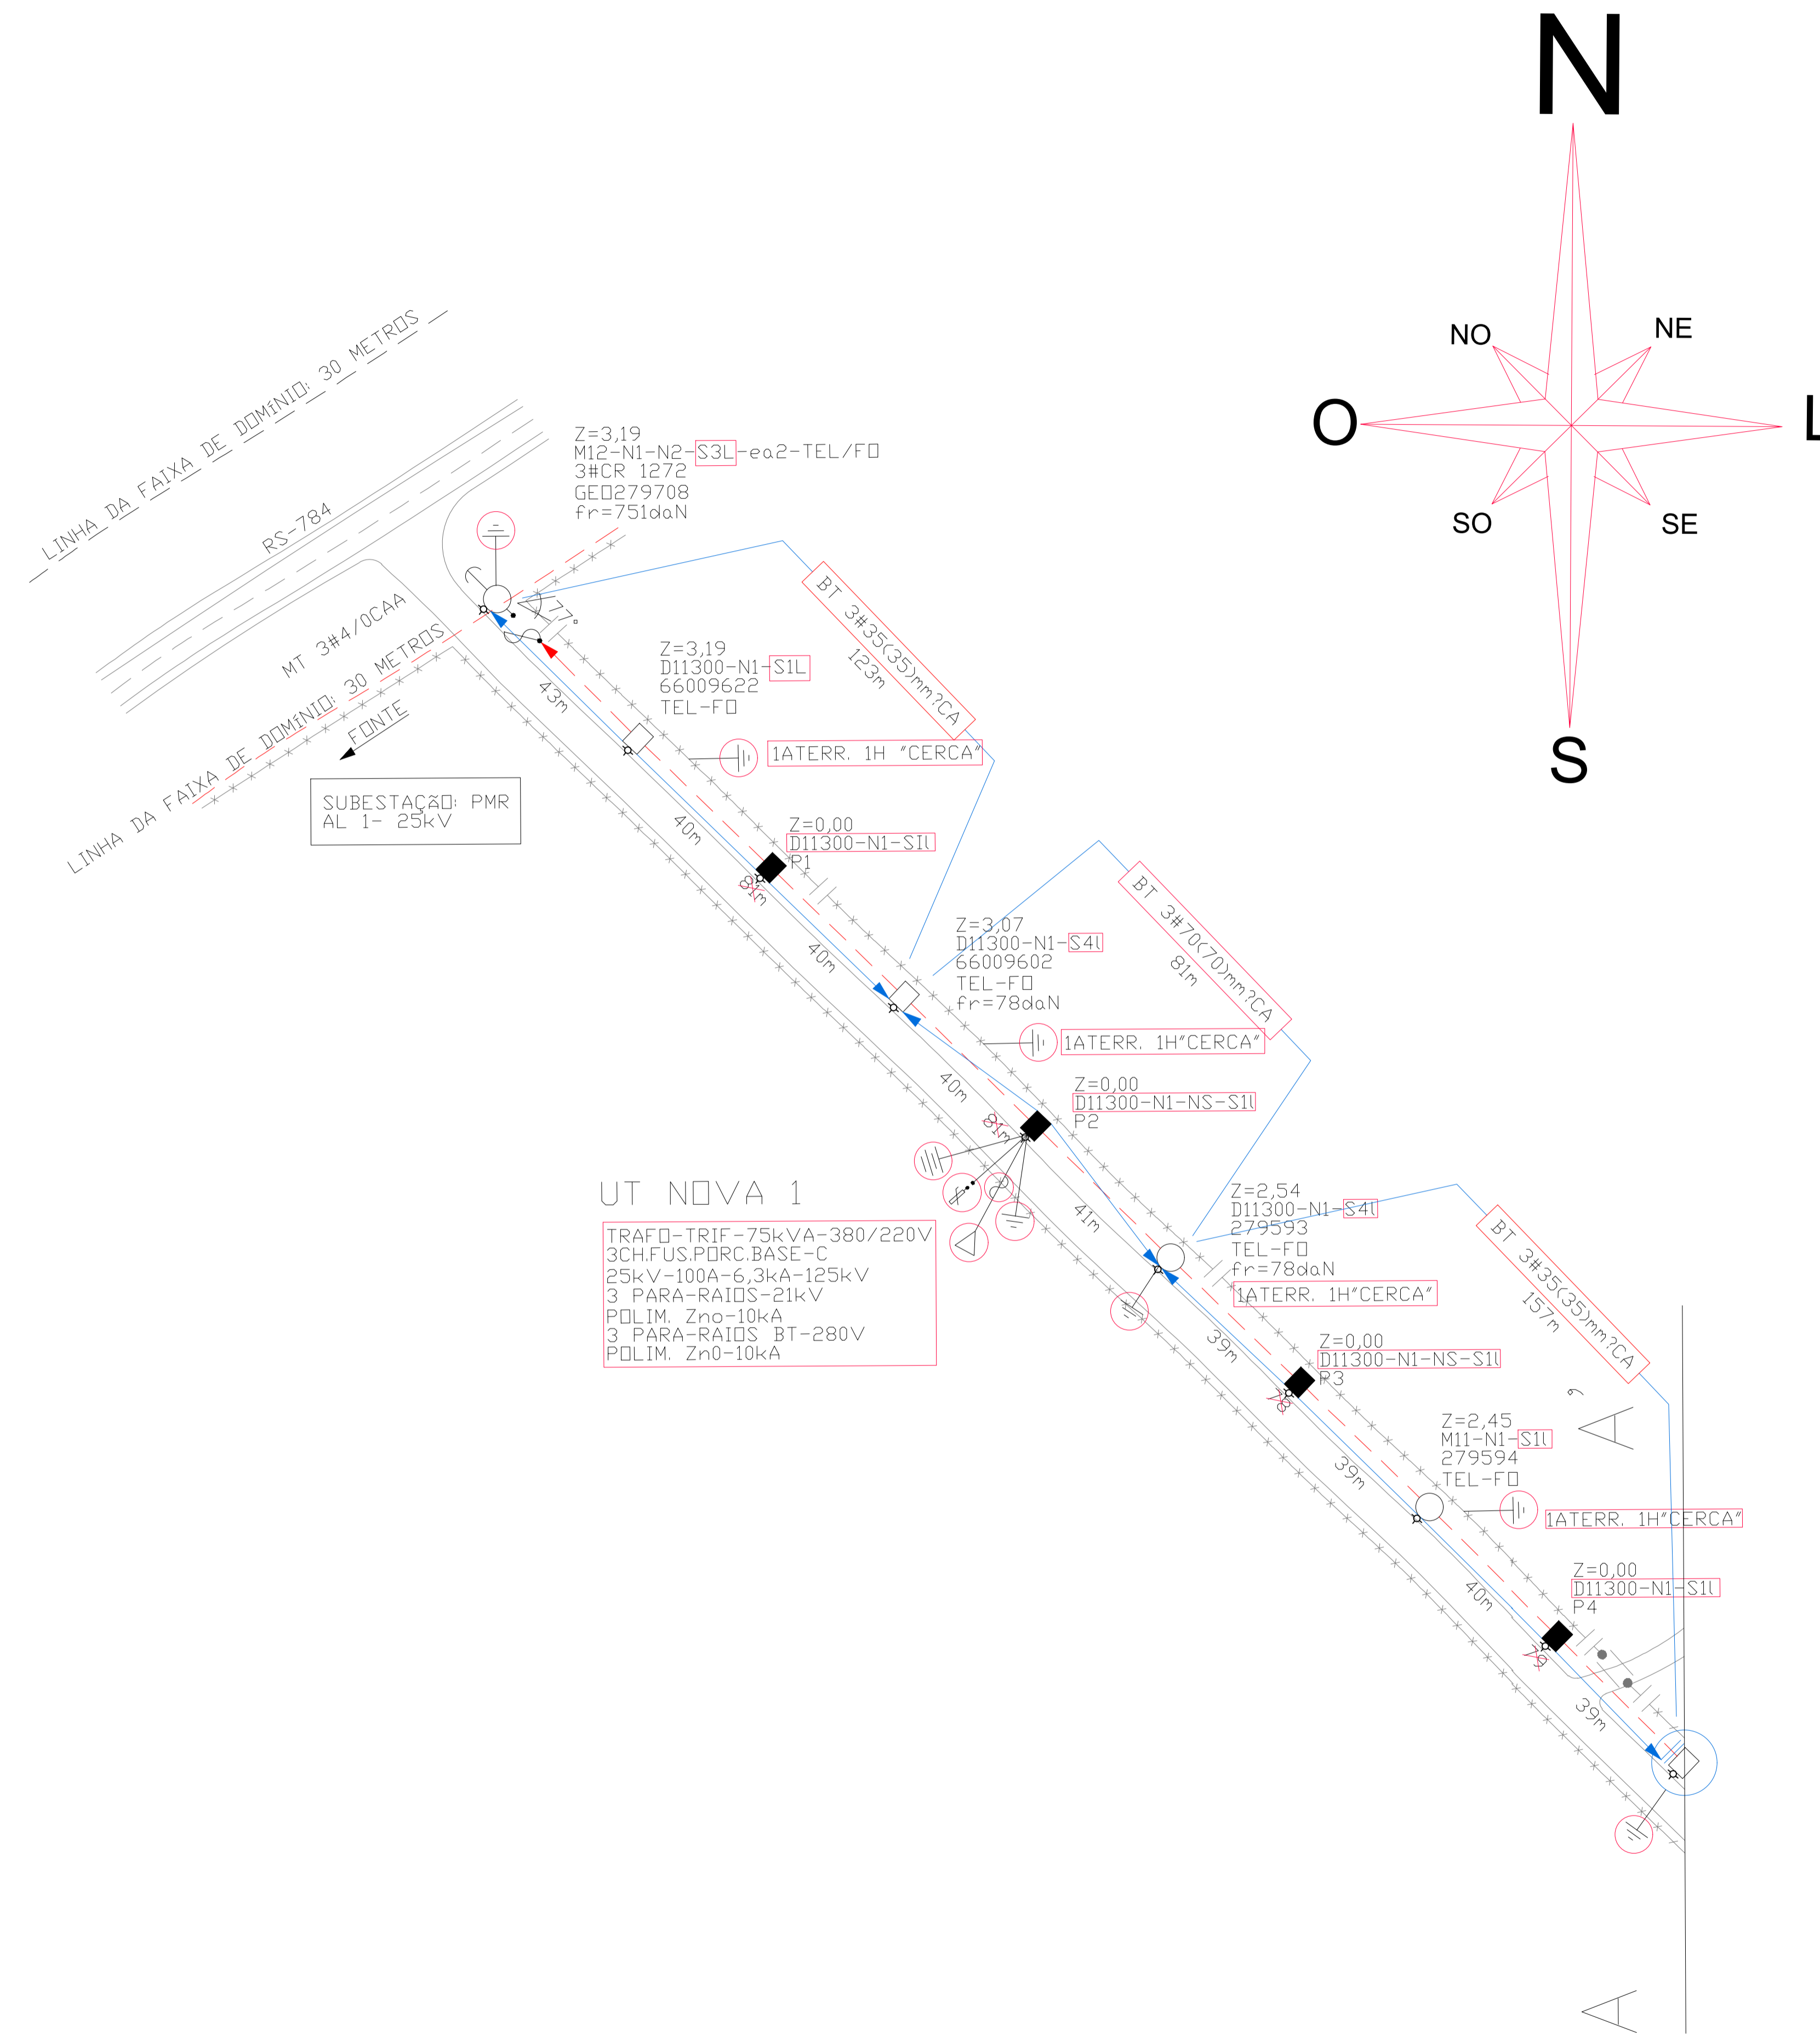 N
NO
NE
O
L
SO
SE
S
LINHA DA FAIXA DE DOMíNIO: 30 METROS
RS-784
MT 3#4/0CAA
LINHA DA FAIXA DE DOMíNIO: 30 METROS
FONTE
SUBESTAÇÃO: PMR
AL 1- 25kV
Z=3,19
M12-N1-N2-S3L-ea2-TEL/FO
3#CR 1272
GEO279708
fr=751daN
77°
BT 3#35(35)mm?CA
123m
43m
Z=3,19
D11300-N1-S1L
66009622
TEL-FO
1ATERR. 1H "CERCA"
40m
Z=0,00
D11300-N1-SIl
P1
81m
40m
Z=3,07
D11300-N1-S4l
66009602
TEL-FO
fr=78daN
BT 3#70(70)mm?CA
81m
1ATERR. 1H"CERCA"
40m
Z=0,00
D11300-N1-NS-S1l
P2
81m
UT NOVA 1
TRAFO-TRIF-75kVA-380/220V
3CH.FUS.PORC.BASE-C
25kV-100A-6,3kA-125kV
3 PARA-RAIOS-21kV
POLIM. Zno-10kA
3 PARA-RAIOS BT-280V
POLIM. Zn0-10kA
41m
Z=2,54
D11300-N1-S4l
279593
TEL-FO
fr=78daN
1ATERR. 1H"CERCA"
BT 3#35(35)mm?CA
157m
39m
Z=0,00
D11300-N1-NS-S1l
P3
78
39m
Z=2,45
M11-N1-S1l
279594
TEL-FO
1ATERR. 1H"CERCA"
A'
40m
Z=0,00
D11300-N1-S1l
P4
79
39m
A